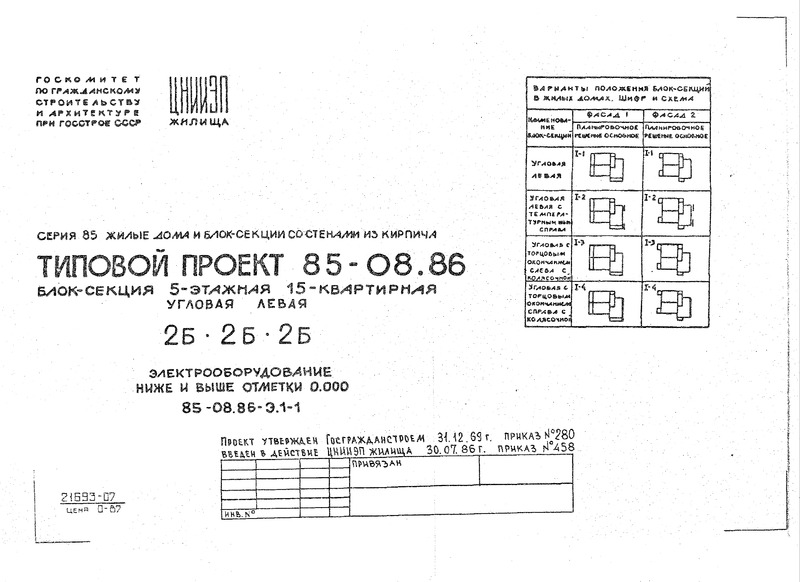 ГОСКОМИТЕТ
ПО ГРАЖДАНСКОМУ
СТРОИТЕЛЬСТВУ
И АРХИТЕКТУРЕ
ПРИ ГОССТРОЕ СССР
ЦНИИЭП
ЖИЛИЩА
ВАРИАНТЫ ПОЛОЖЕНИЯ БЛОК-СЕКЦИИ
В ЖИЛЫХ ДОМАХ. ШИФР И СХЕМА
НАИМЕНОВАНИЕ БЛОК-СЕКЦИИ
ФАСАД 1
ФАСАД 2
ПЛАНИРОВОЧНОЕ РЕШЕНИЕ ОСНОВНОЕ
ПЛАНИРОВОЧНОЕ РЕШЕНИЕ ОСНОВНОЕ
УГЛОВАЯ
ЛЕВАЯ
I-1
I-1
УГЛОВАЯ
ЛЕВАЯ С
ТЕМПЕРА-
ТУРНЫМ ШВОМ
СПРАВА
I-2
I-2
УГЛОВАЯ С
ТОРЦОВЫМ
ОКОНЧАНИЕМ
СЛЕВА С
КОЛЯСОЧНОЙ
I-3
I-3
УГЛОВАЯ С
ТОРЦОВЫМ
ОКОНЧАНИЕМ
СПРАВА С
КОЛЯСОЧНОЙ
I-4
I-4
СЕРИЯ 85 ЖИЛЫЕ ДОМА И БЛОК-СЕКЦИИ СО СТЕНАМИ ИЗ КИРПИЧА
ТИПОВОЙ ПРОЕКТ 85-08.86
БЛОК-СЕКЦИЯ 5-ЭТАЖНАЯ 15-КВАРТИРНАЯ
УГЛОВАЯ ЛЕВАЯ
2Б · 2Б · 2Б
ЭЛЕКТРООБОРУДОВАНИЕ
НИЖЕ И ВЫШЕ ОТМЕТКИ 0.000
85-08.86-Э.1-1
ПРОЕКТ УТВЕРЖДЕН ГОСГРАЖДАНСТРОЕМ 31.12.69 г. ПРИКАЗ №280
ВВЕДЕН В ДЕЙСТВИЕ ЦНИИЭП ЖИЛИЩА 30.07.86 г. ПРИКАЗ №458
ПРИВЯЗАН
ИНВ. №
21693-07
ЦЕНА 0-87